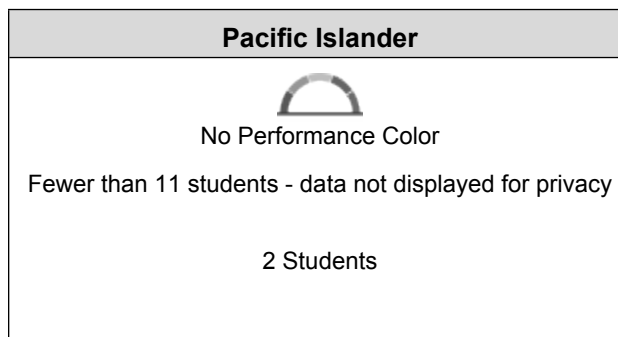 Pacific Islander
No Performance Color
Fewer than 11 students - data not displayed for privacy
2 Students